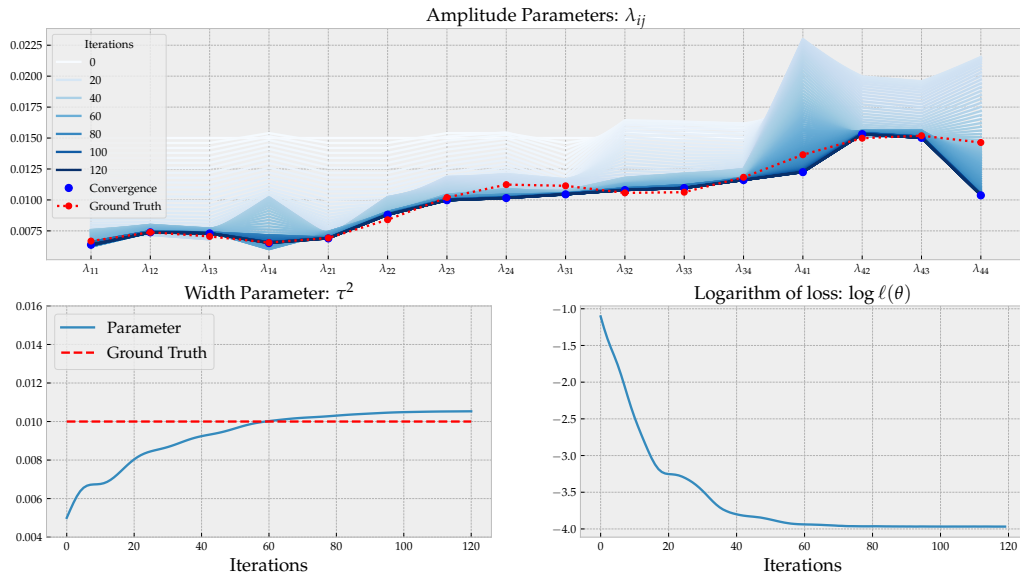 Amplitude Parameters: λ_{ij}
0.0225
0.0200
0.0175
0.0150
0.0125
0.0100
0.0075
Iterations
0
20
40
60
80
100
120
Convergence
Ground Truth
λ₁₁ λ₁₂ λ₁₃ λ₁₄ λ₂₁ λ₂₂ λ₂₃ λ₂₄ λ₃₁ λ₃₂ λ₃₃ λ₃₄ λ₄₁ λ₄₂ λ₄₃ λ₄₄
Width Parameter: τ²
0.016
0.014
0.012
0.010
0.008
0.006
0.004
Parameter
Ground Truth
0 20 40 60 80 100 120
Iterations
Logarithm of loss: log ℓ(θ)
−1.0
−1.5
−2.0
−2.5
−3.0
−3.5
−4.0
0 20 40 60 80 100 120
Iterations